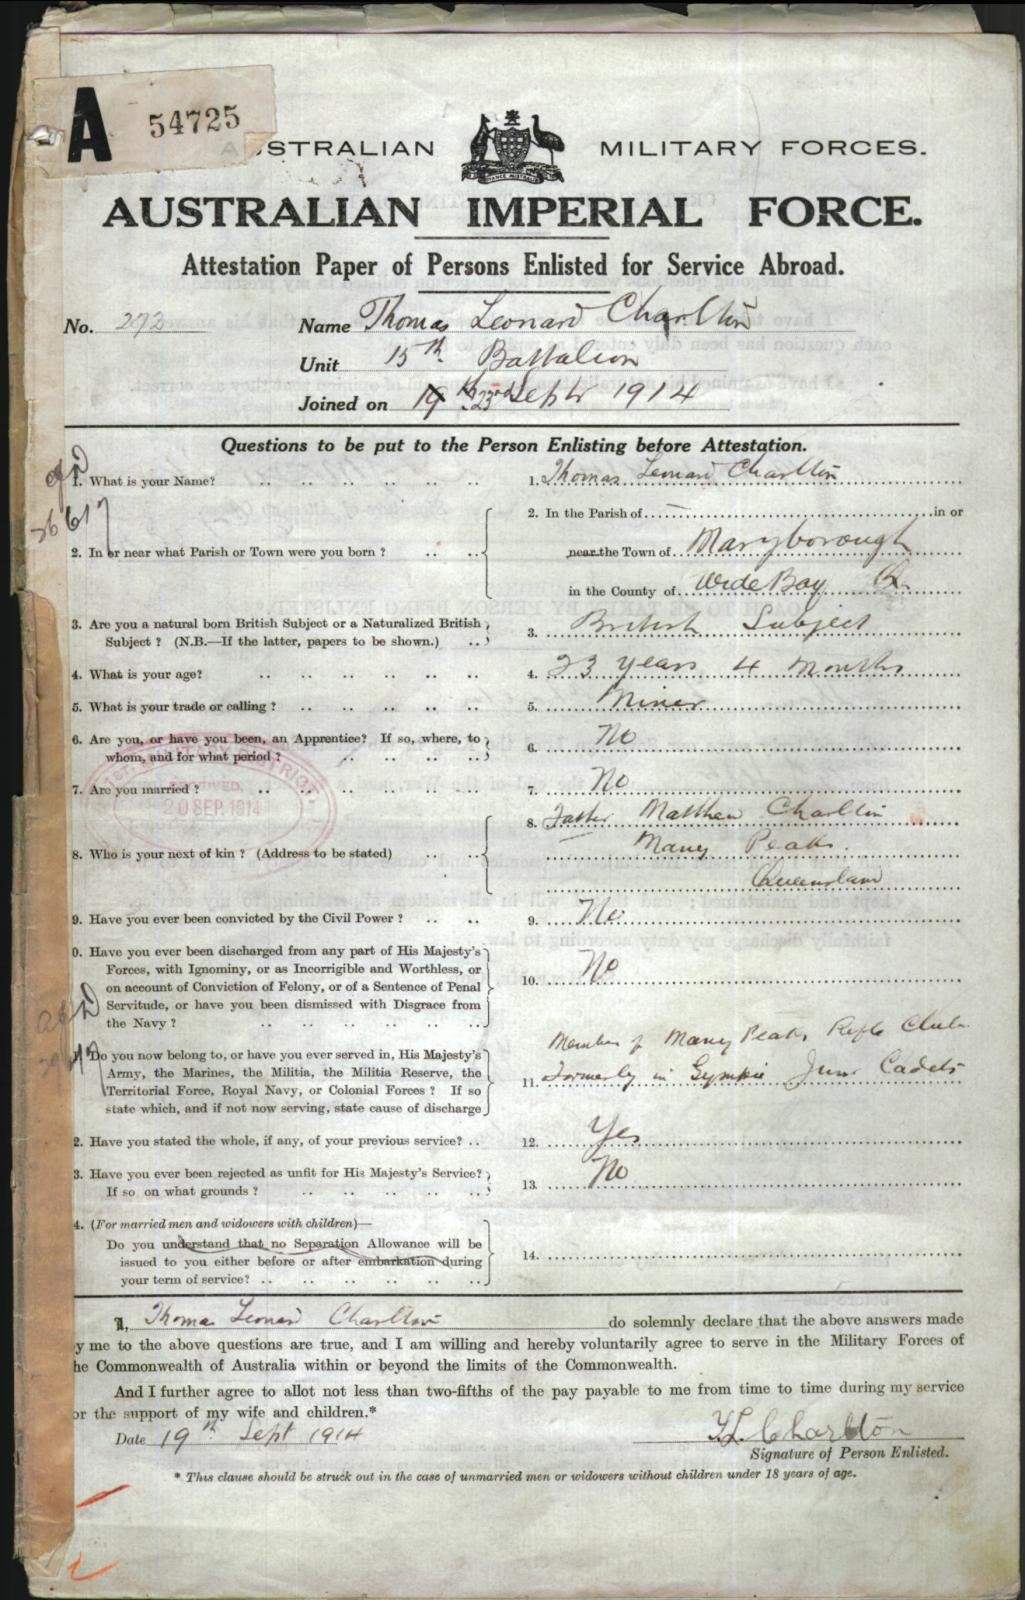 A 54725
AUSTRALIAN MILITARY FORCES.
AUSTRALIAN IMPERIAL FORCE.
Attestation Paper of Persons Enlisted for Service Abroad.
No. 272 Name Thomas Leonard Charlton
Unit 15th Battalion
Joined on 19th 23rd Septr 1914
Questions to be put to the Person Enlisting before Attestation.
1. What is your Name? 1. Thomas Leonard Charlton
2. In the Parish of in or
2. In or near what Parish or Town were you born? near the Town of Maryborough
in the County of Wide Bay Q.
3. Are you a natural born British Subject or a Naturalized British
Subject? (N.B.—If the latter, papers to be shown.) 3. British Subject
4. What is your age? 4. 23 years 4 Months
5. What is your trade or calling? 5. Miner
6. Are you, or have you been, an Apprentice? If so, where, to
whom, and for what period? 6. No
1ST MILITARY DISTRICT
RECEIVED
20 SEP. 1914
7. Are you married? 7. No
8. Father Matthew Charlton
8. Who is your next of kin? (Address to be stated) Many Peaks.
Queensland
9. Have you ever been convicted by the Civil Power? 9. No
0. Have you ever been discharged from any part of His Majesty's
Forces, with Ignominy, or as Incorrigible and Worthless, or
on account of Conviction of Felony, or of a Sentence of Penal 10. No
Servitude, or have you been dismissed with Disgrace from
the Navy?
Do you now belong to, or have you ever served in, His Majesty's Member of Many Peaks Rifle Club
Army, the Marines, the Militia, the Militia Reserve, the 11. Formerly in Gympie Junr Cadets
Territorial Force, Royal Navy, or Colonial Forces? If so
state which, and if not now serving, state cause of discharge
2. Have you stated the whole, if any, of your previous service? 12. Yes
3. Have you ever been rejected as unfit for His Majesty's Service? 13. No
If so on what grounds?
4. (For married men and widowers with children)—
Do you understand that no Separation Allowance will be
issued to you either before or after embarkation during 14.
your term of service?
I, Thomas Leonard Charlton do solemnly declare that the above answers made
y me to the above questions are true, and I am willing and hereby voluntarily agree to serve in the Military Forces of
he Commonwealth of Australia within or beyond the limits of the Commonwealth.
And I further agree to allot not less than two-fifths of the pay payable to me from time to time during my service
or the support of my wife and children.*
Date 19th Sept 1914 T.L. Charlton
Signature of Person Enlisted.
* This clause should be struck out in the case of unmarried men or widowers without children under 18 years of age.